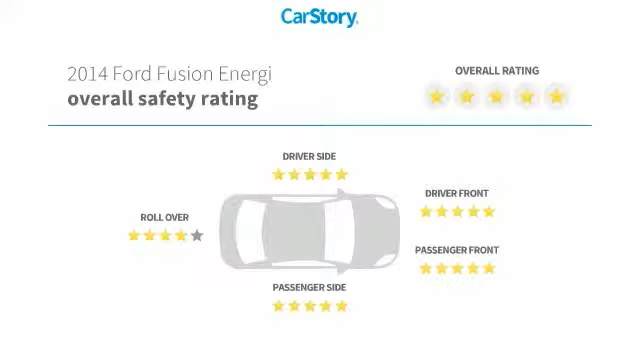 CarStory.
2014 Ford Fusion Energi
overall safety rating
OVERALL RATING
DRIVER SIDE
DRIVER FRONT
ROLL OVER
PASSENGER FRONT
PASSENGER SIDE